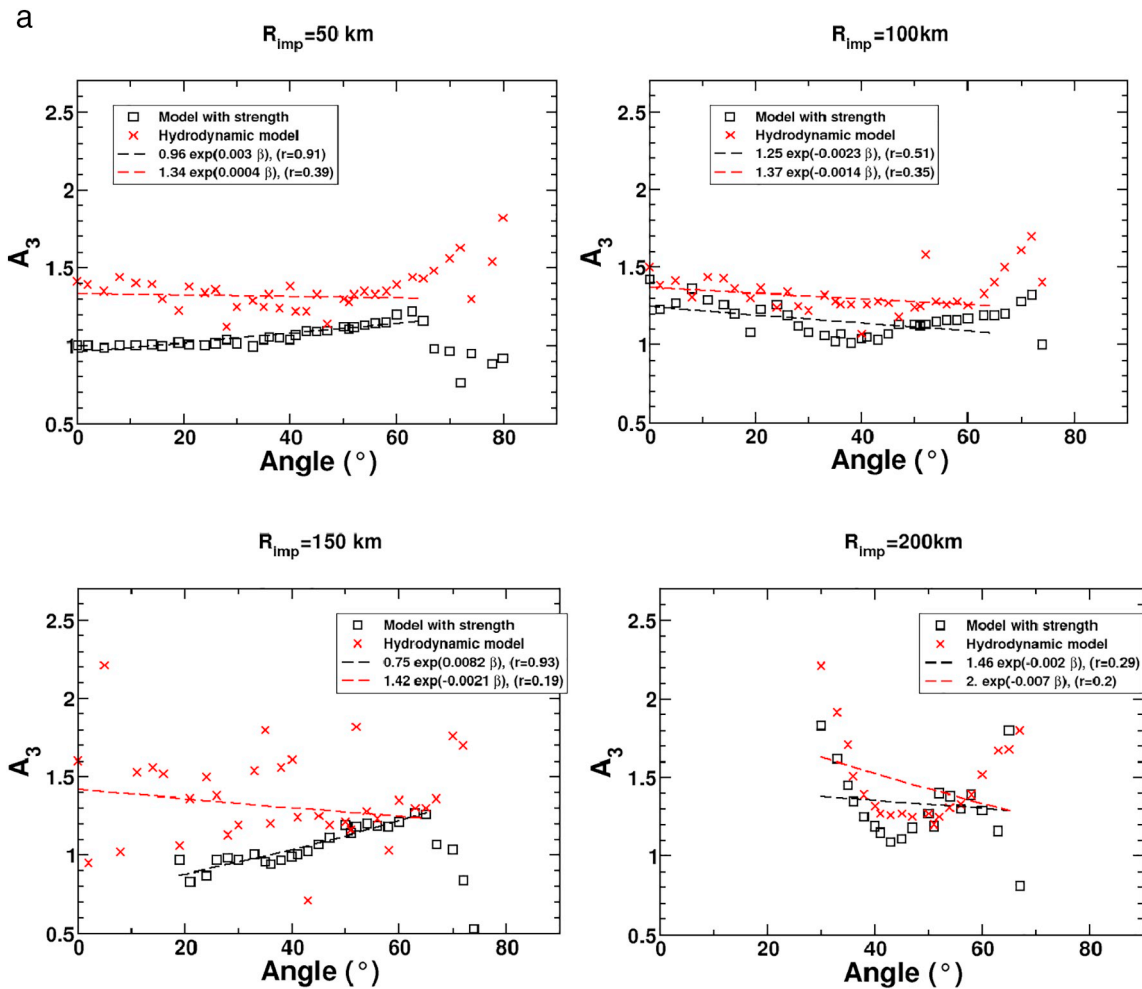 a
R_imp=50 km
2.5
2
1.5
1
0.5
A_3
Model with strength
Hydrodynamic model
0.96 exp(0.003 β), (r=0.91)
1.34 exp(0.0004 β), (r=0.39)
0 20 40 60 80
Angle (°)
R_imp=100km
2.5
2
1.5
1
0.5
A_3
Model with strength
Hydrodynamic model
1.25 exp(-0.0023 β), (r=0.51)
1.37 exp(-0.0014 β), (r=0.35)
0 20 40 60 80
Angle (°)
R_imp=150 km
2.5
2
1.5
1
0.5
A_3
Model with strength
Hydrodynamic model
0.75 exp(0.0082 β), (r=0.93)
1.42 exp(-0.0021 β), (r=0.19)
0 20 40 60 80
Angle (°)
R_imp=200km
2.5
2
1.5
1
0.5
A_3
Model with strength
Hydrodynamic model
1.46 exp(-0.002 β), (r=0.29)
2. exp(-0.007 β), (r=0.2)
0 20 40 60 80
Angle (°)